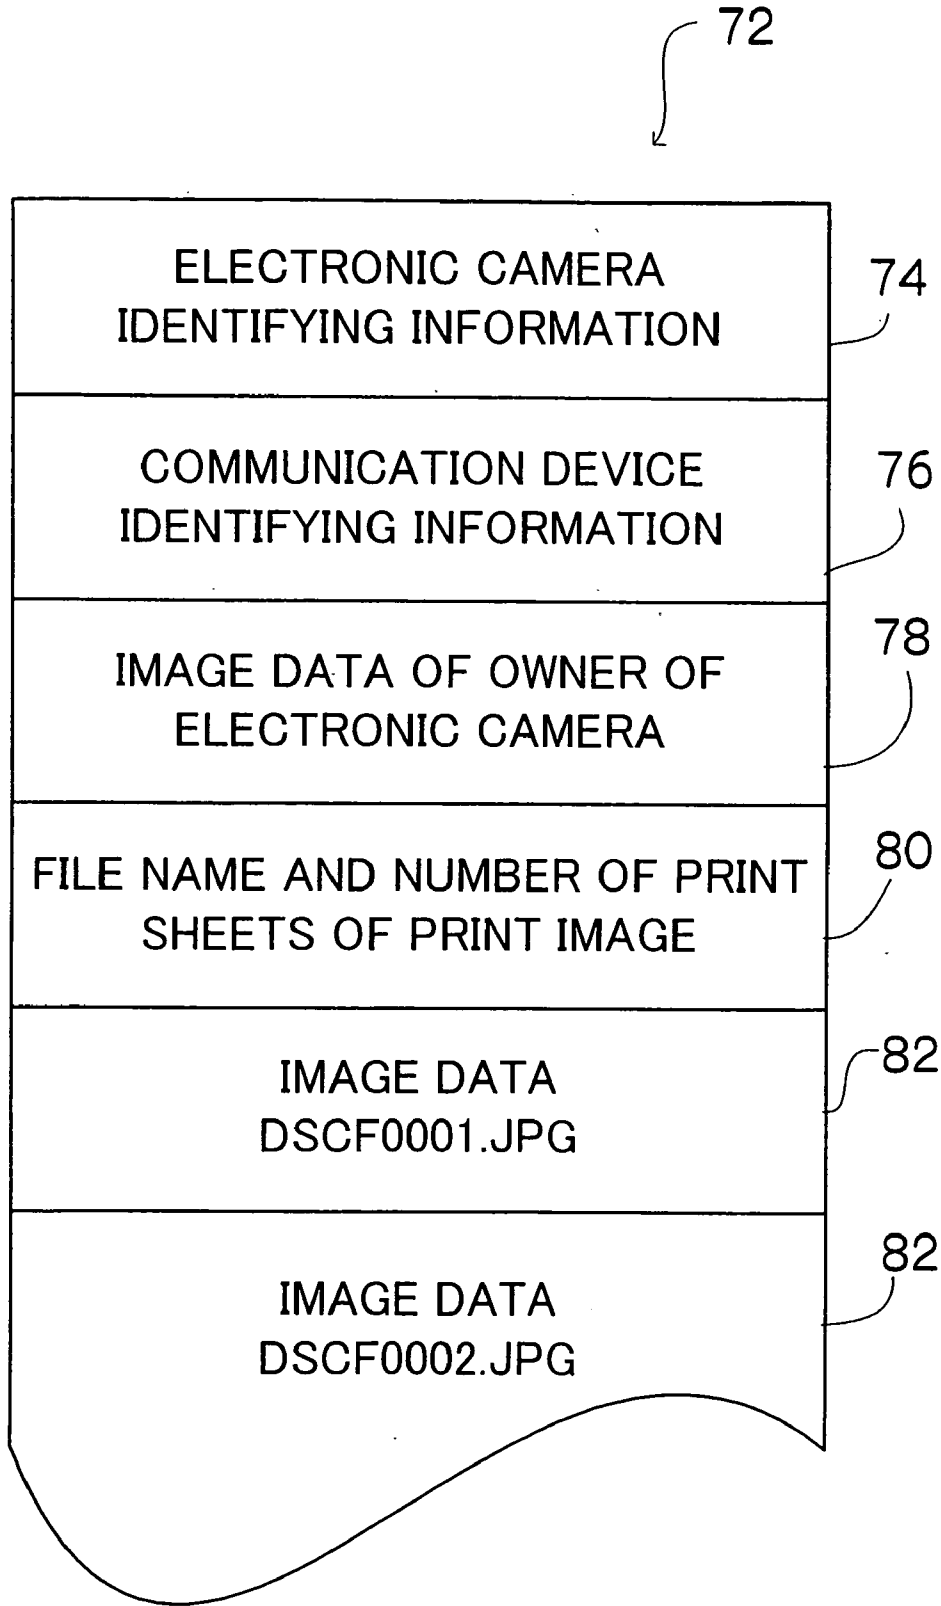 72
ELECTRONIC CAMERA
IDENTIFYING INFORMATION
74
COMMUNICATION DEVICE
IDENTIFYING INFORMATION
76
IMAGE DATA OF OWNER OF
ELECTRONIC CAMERA
78
FILE NAME AND NUMBER OF PRINT
SHEETS OF PRINT IMAGE
80
IMAGE DATA
DSCF0001.JPG
82
IMAGE DATA
DSCF0002.JPG
82